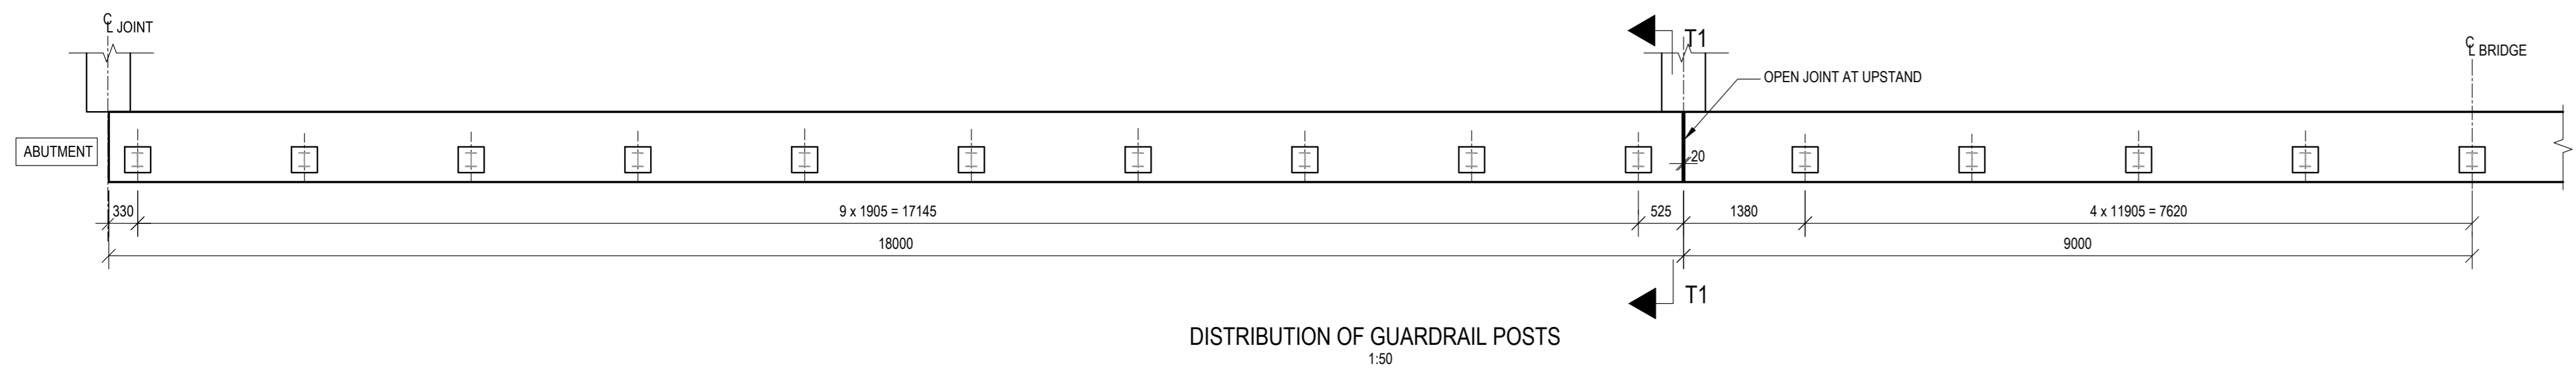 ℄ JOINT
T1
℄ BRIDGE
OPEN JOINT AT UPSTAND
ABUTMENT
20
330
9 x 1905 = 17145
525
1380
4 x 11905 = 7620
18000
9000
T1
DISTRIBUTION OF GUARDRAIL POSTS
1:50